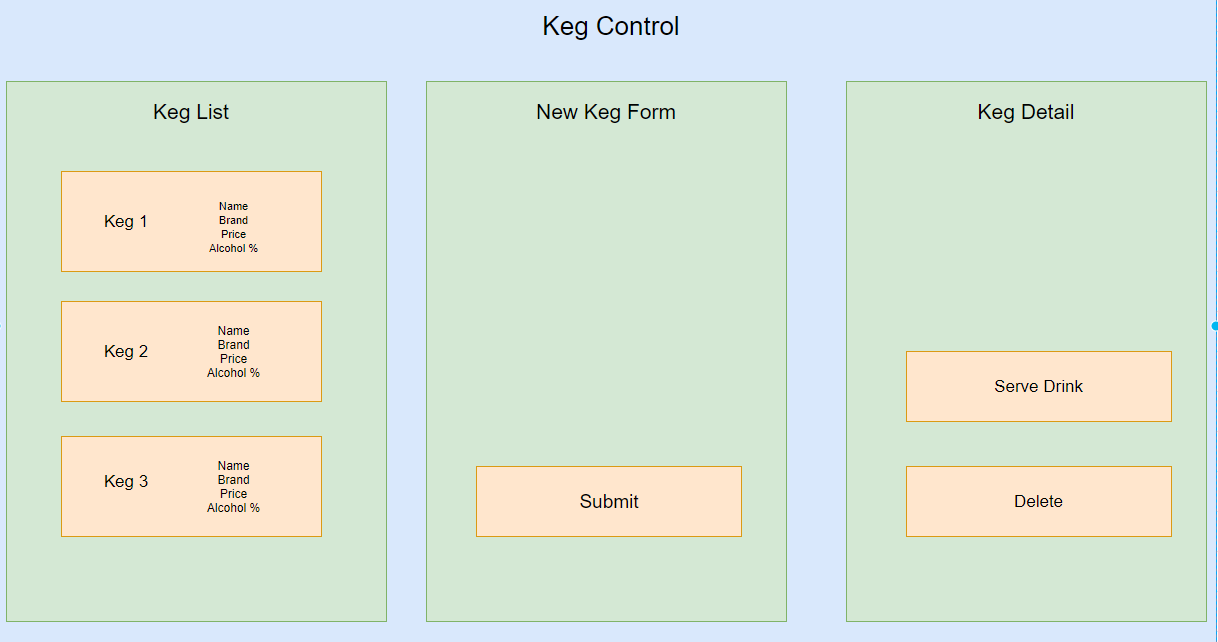 Keg Control
Keg List
Keg 1
Name
Brand
Price
Alcohol %
Keg 2
Name
Brand
Price
Alcohol %
Keg 3
Name
Brand
Price
Alcohol %
New Keg Form
Submit
Keg Detail
Serve Drink
Delete